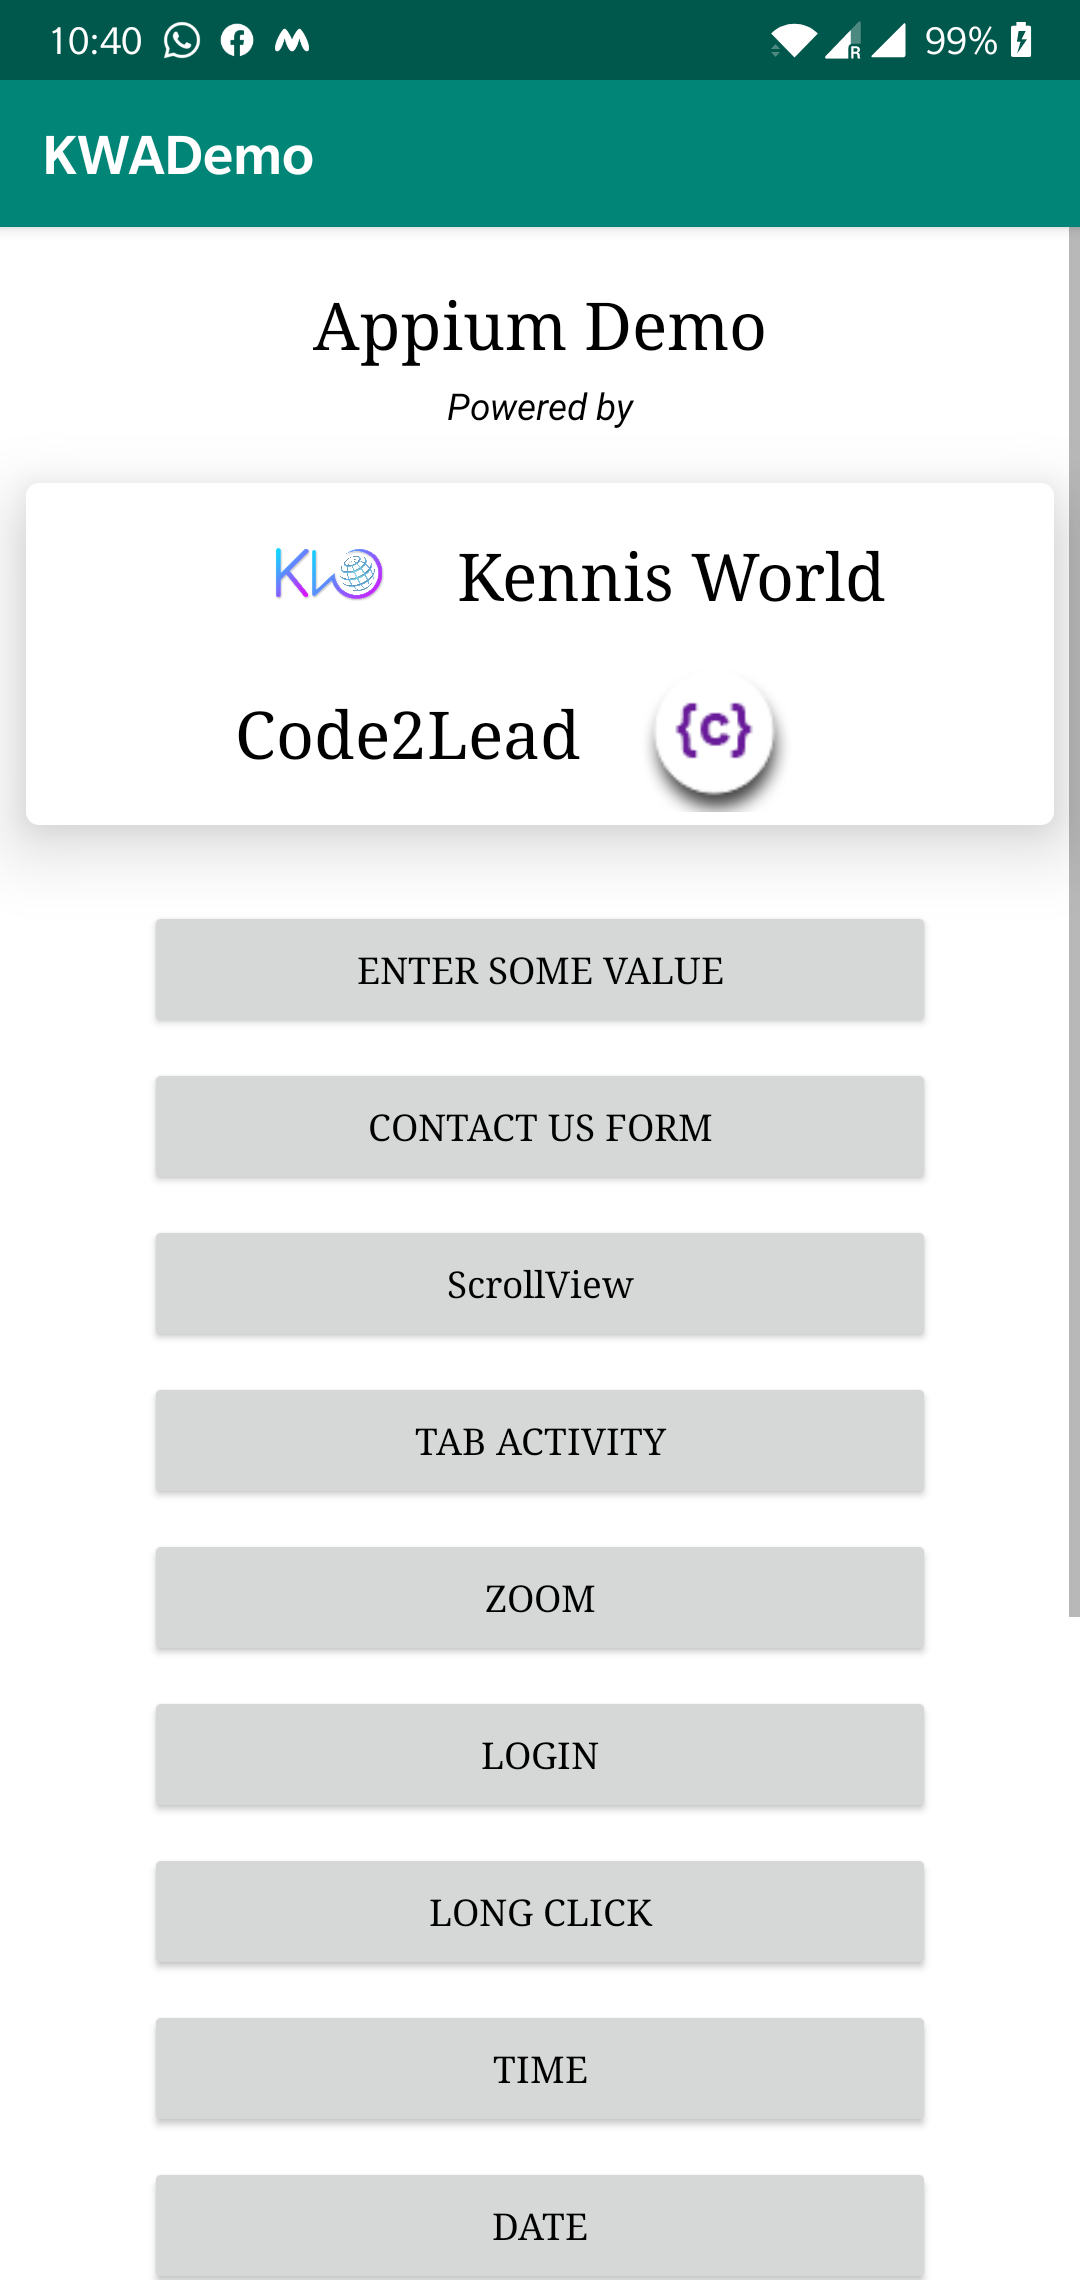 10:40 99%
KWADemo
Appium Demo
Powered by
Kennis World
Code2Lead {c}
ENTER SOME VALUE
CONTACT US FORM
ScrollView
TAB ACTIVITY
ZOOM
LOGIN
LONG CLICK
TIME
DATE